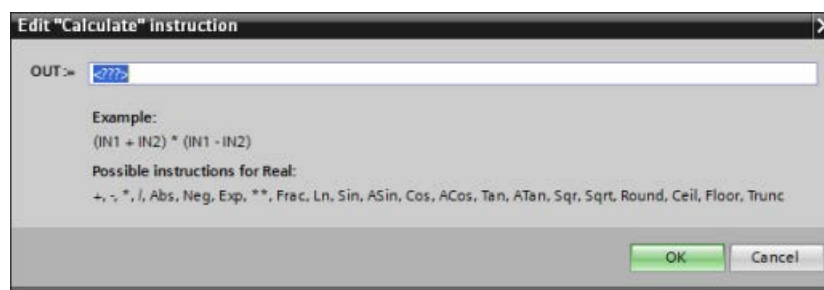 Edit "Calculate" instruction
OUT:= <???>
Example:
(IN1 + IN2) * (IN1 - IN2)
Possible instructions for Real:
+, -, *, /, Abs, Neg, Exp, **, Frac, Ln, Sin, ASin, Cos, ACos, Tan, ATan, Sqr, Sqrt, Round, Ceil, Floor, Trunc
OK Cancel